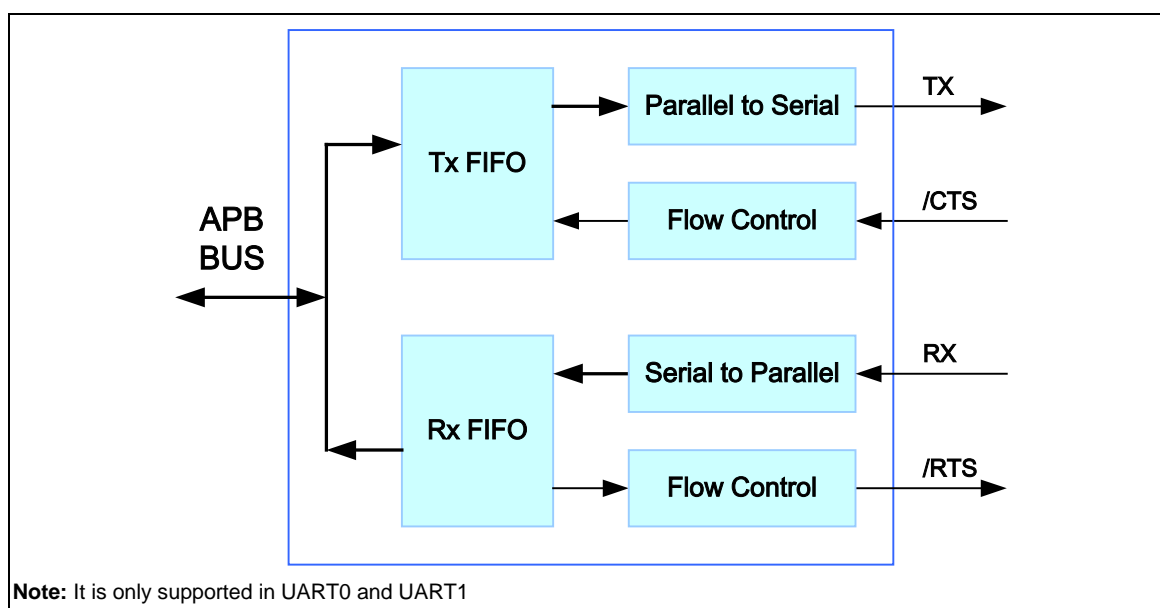 APB
BUS
Tx FIFO
Parallel to Serial
TX
Flow Control
/CTS
Rx FIFO
Serial to Parallel
RX
Flow Control
/RTS
Note: It is only supported in UART0 and UART1